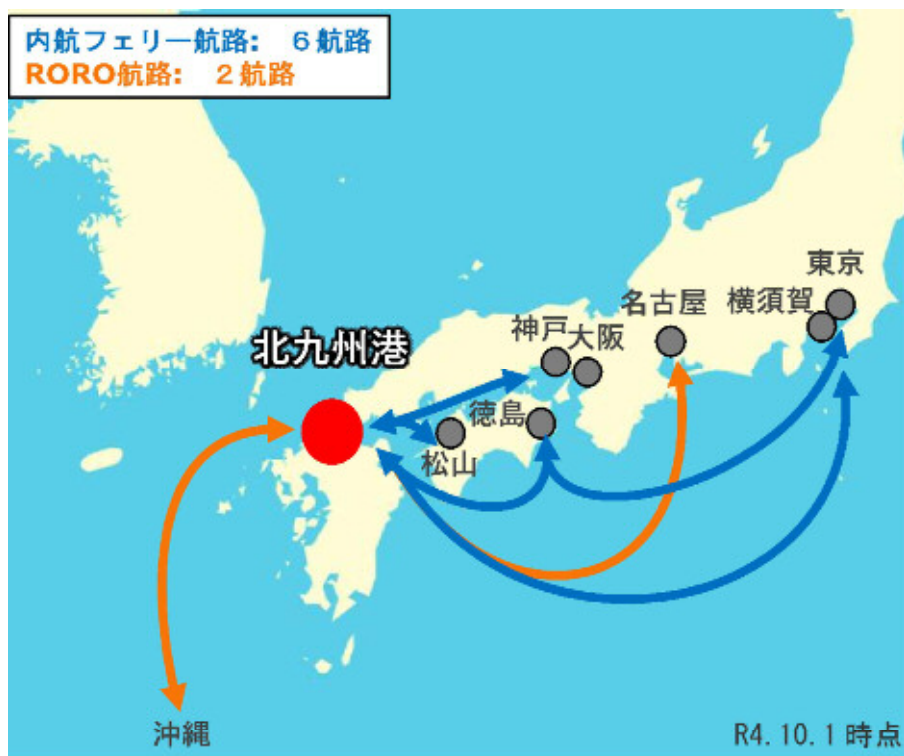 内航フェリー航路: 6航路
RORO航路: 2航路
東京
名古屋
横須賀
神戸
大阪
北九州港
徳島
松山
沖縄
R4.10.1時点